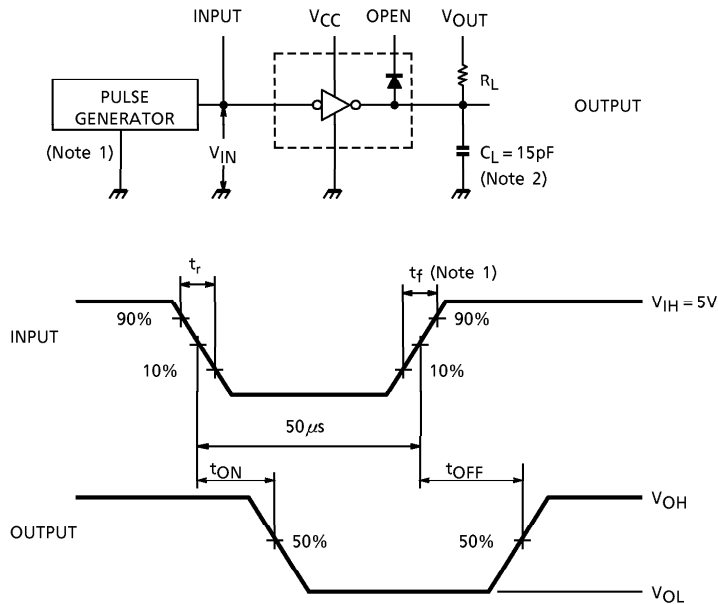 INPUT VCC OPEN VOUT
RL
PULSE
GENERATOR
OUTPUT
(Note 1)
VIN
CL = 15pF
(Note 2)
tr
tf (Note 1)
VIH = 5V
90%
90%
INPUT
10%
10%
50μs
tON
tOFF
VOH
OUTPUT
50%
50%
VOL